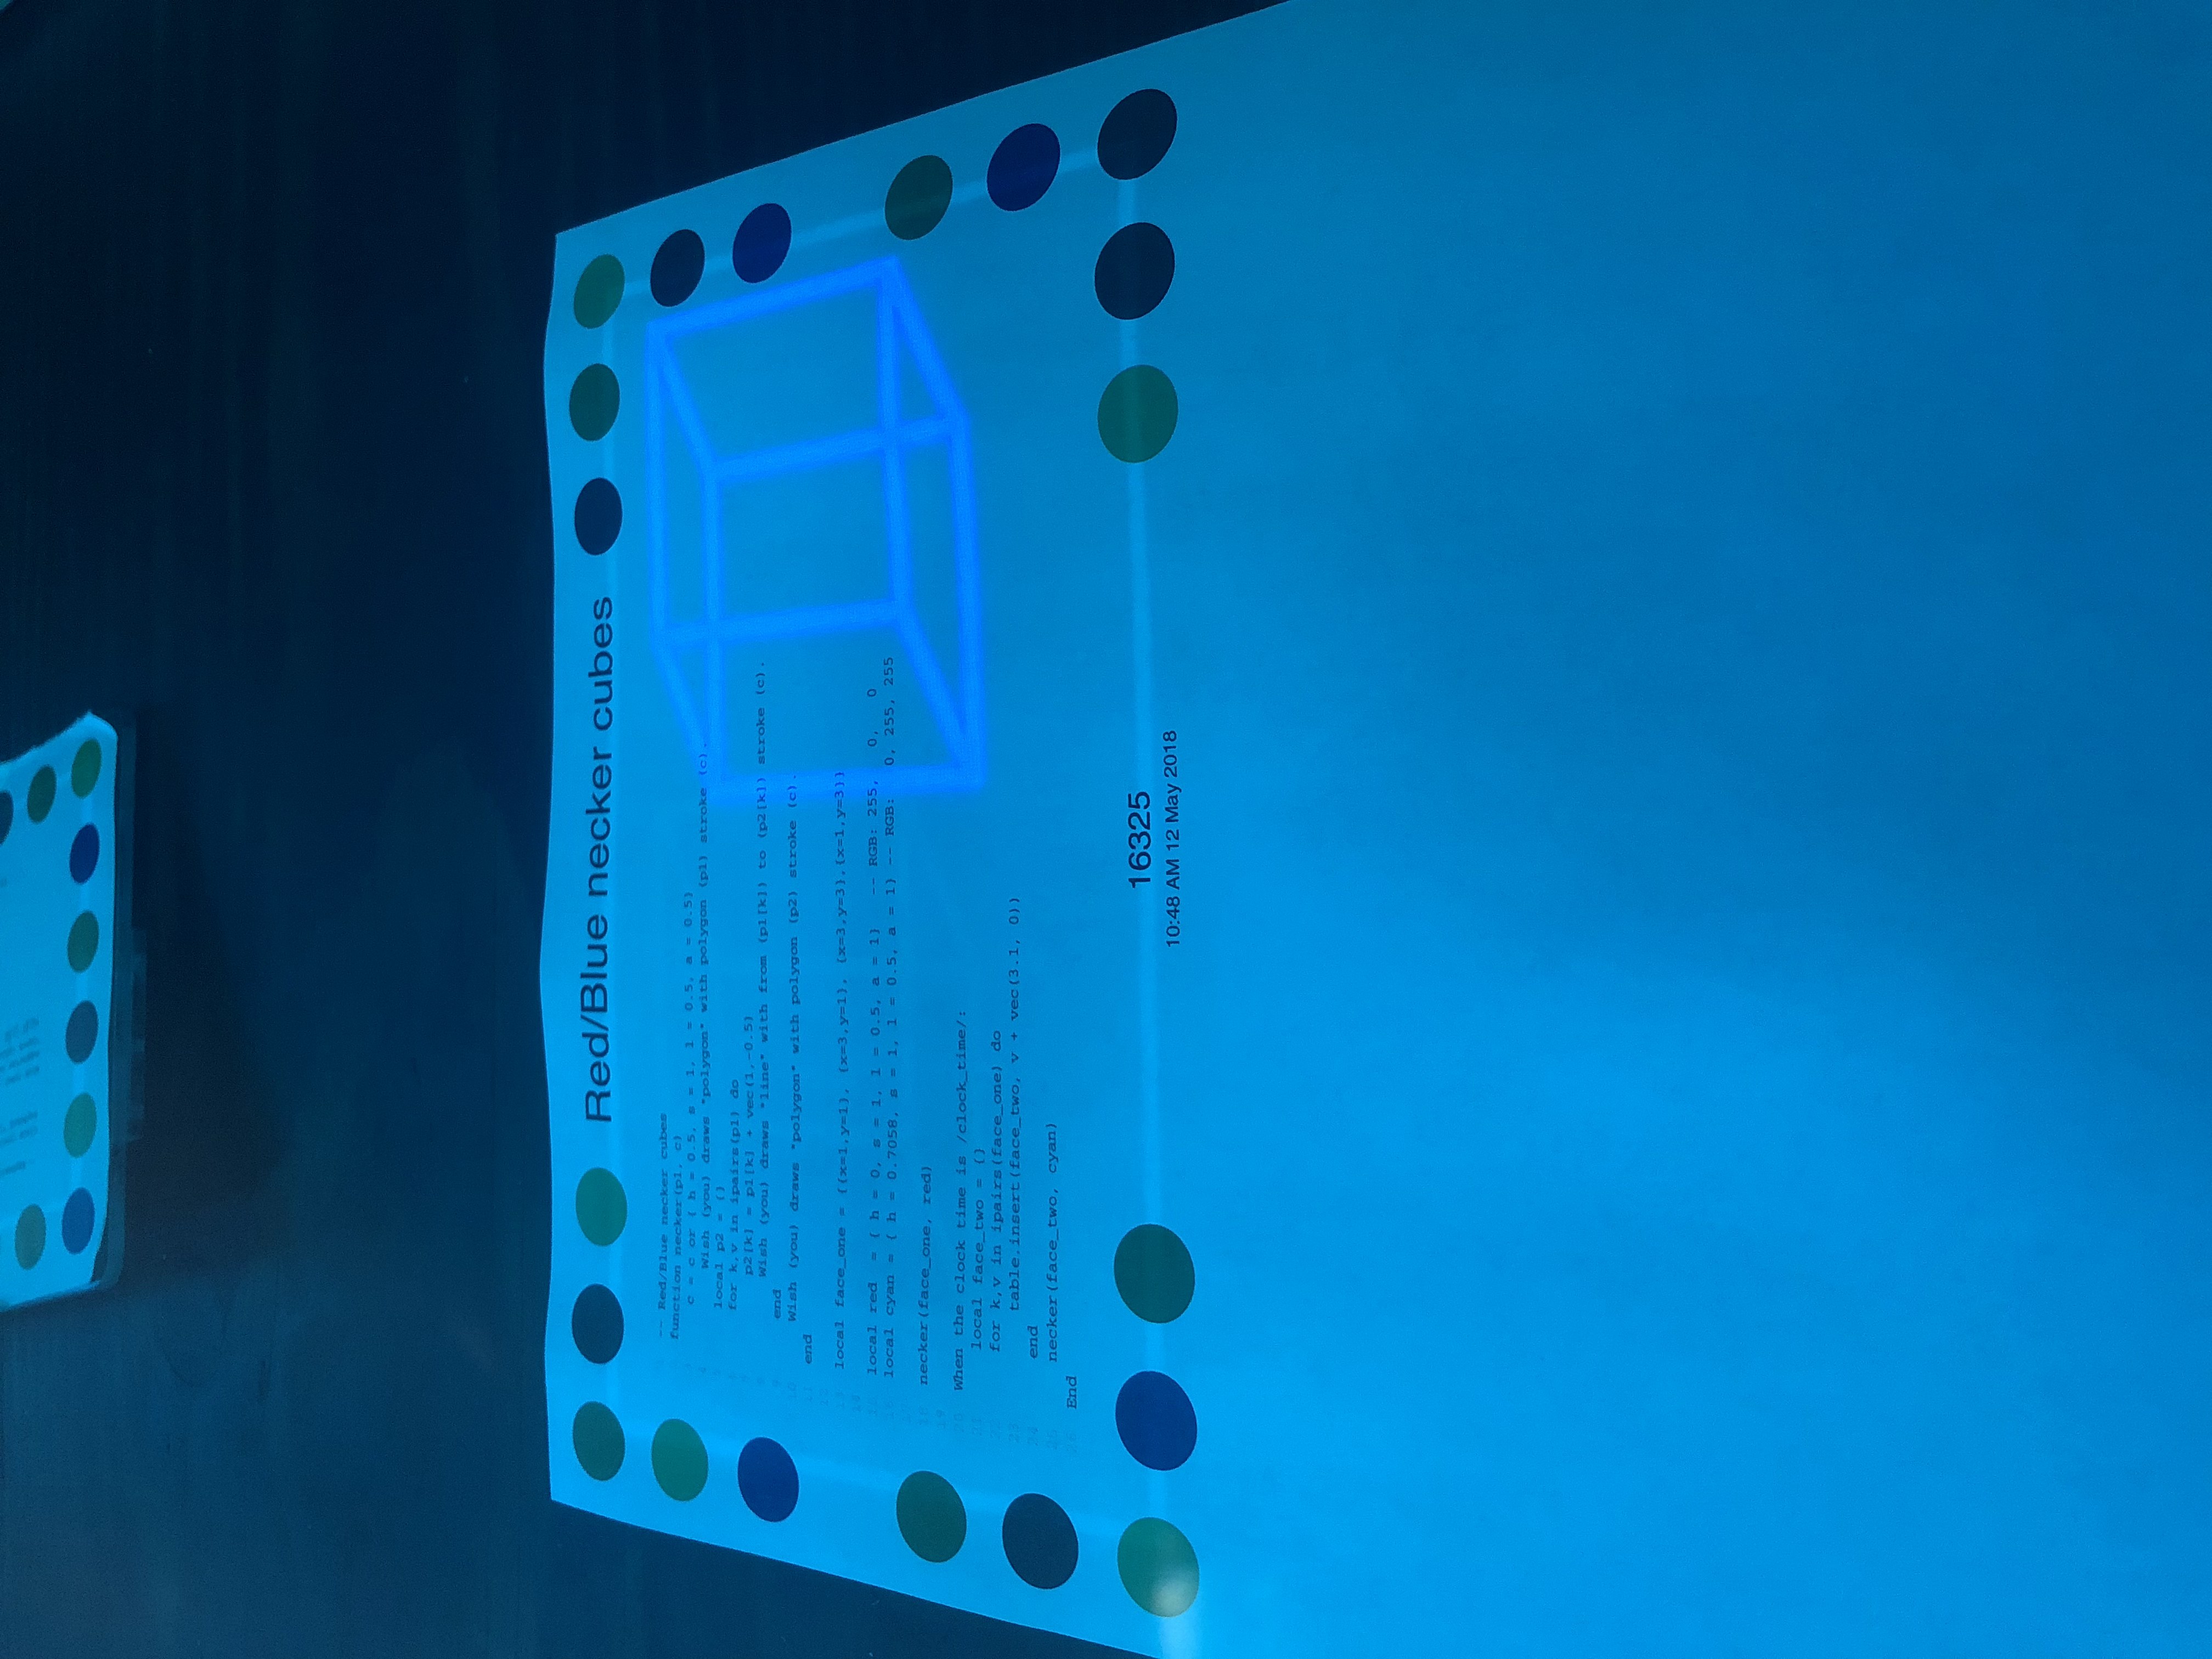 Red/Blue necker cubes
-- Red/Blue necker cubes
function necker(p1, c)
c = c or { h = 0.5, s = 1, l = 0.5, a = 0.5}
Wish (you) draws "polygon" with polygon (p1) stroke (c).
local p2 = {}
for k,v in ipairs(p1) do
p2[k] = p1[k] + vec(1,-0.5)
Wish (you) draws "line" with from (p1[k]) to (p2[k]) stroke (c).
end
Wish (you) draws "polygon" with polygon (p2) stroke (c).
end
local face_one = {{x=1,y=1}, {x=3,y=1}, {x=3,y=3},{x=1,y=3}}
local red = { h = 0, s = 1, l = 0.5, a = 1} -- RGB: 255, 0, 0
local cyan = { h = 0.7058, s = 1, l = 0.5, a = 1} -- RGB: 0, 255, 255
necker(face_one, red)
When the clock time is /clock_time/:
local face_two = {}
for k,v in ipairs(face_one) do
table.insert(face_two, v + vec(3.1, 0))
end
necker(face_two, cyan)
End
16325
10:48 AM 12 May 2018